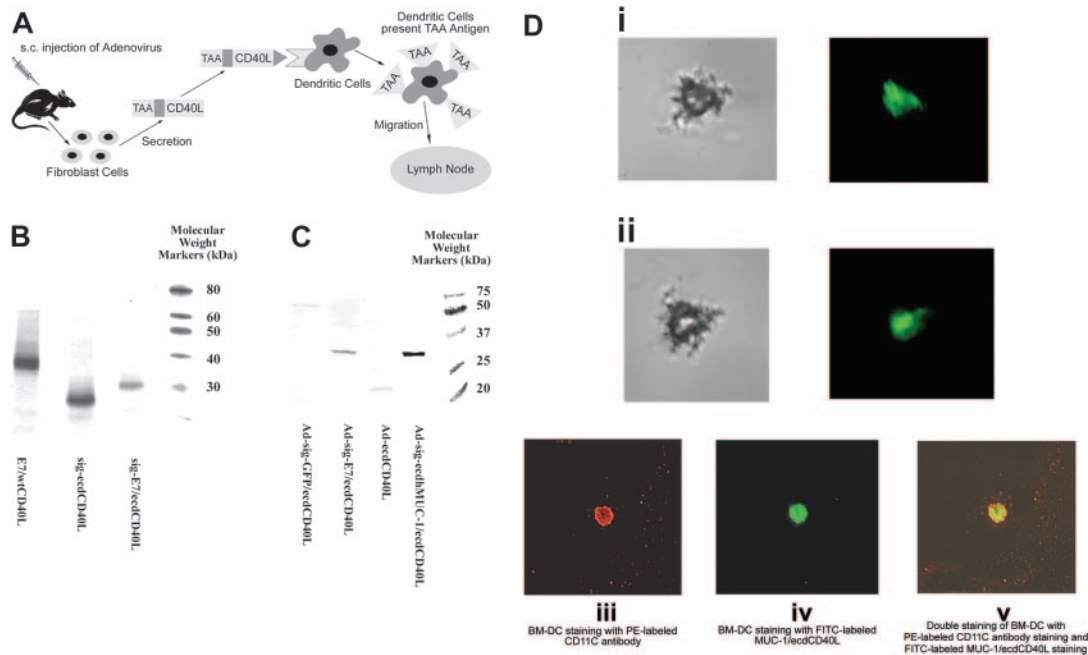 A
s.c. injection of Adenovirus
TAA CD40L
Secretion
Fibroblast Cells
TAA CD40L
Dendritic Cells
Dendritic Cells
present TAA Antigen
TAA
TAA
TAA
TAA
Migration
Lymph Node
B
Molecular
Weight
Markers (kDa)
80
60
50
40
30
E7/wtCD40L
sig-ecdCD40L
sig-E7/ecdCD40L
C
Molecular
Weight
Markers (kDa)
75
50
37
25
20
Ad-sig-GFP/ecdCD40L
Ad-sig-E7/ecdCD40L
Ad-ecdCD40L
Ad-sig-ecdhMUC-1/ecdCD40L
D
i
ii
iii
BM-DC staining with PE-labeled
CD11C antibody
iv
BM-DC staining with FITC-labeled
MUC-1/ecdCD40L
v
Double staining of BM-DC with
PE-labeled CD11C antibody staining and
FITC-labeled MUC-1/ecdCD40L staining